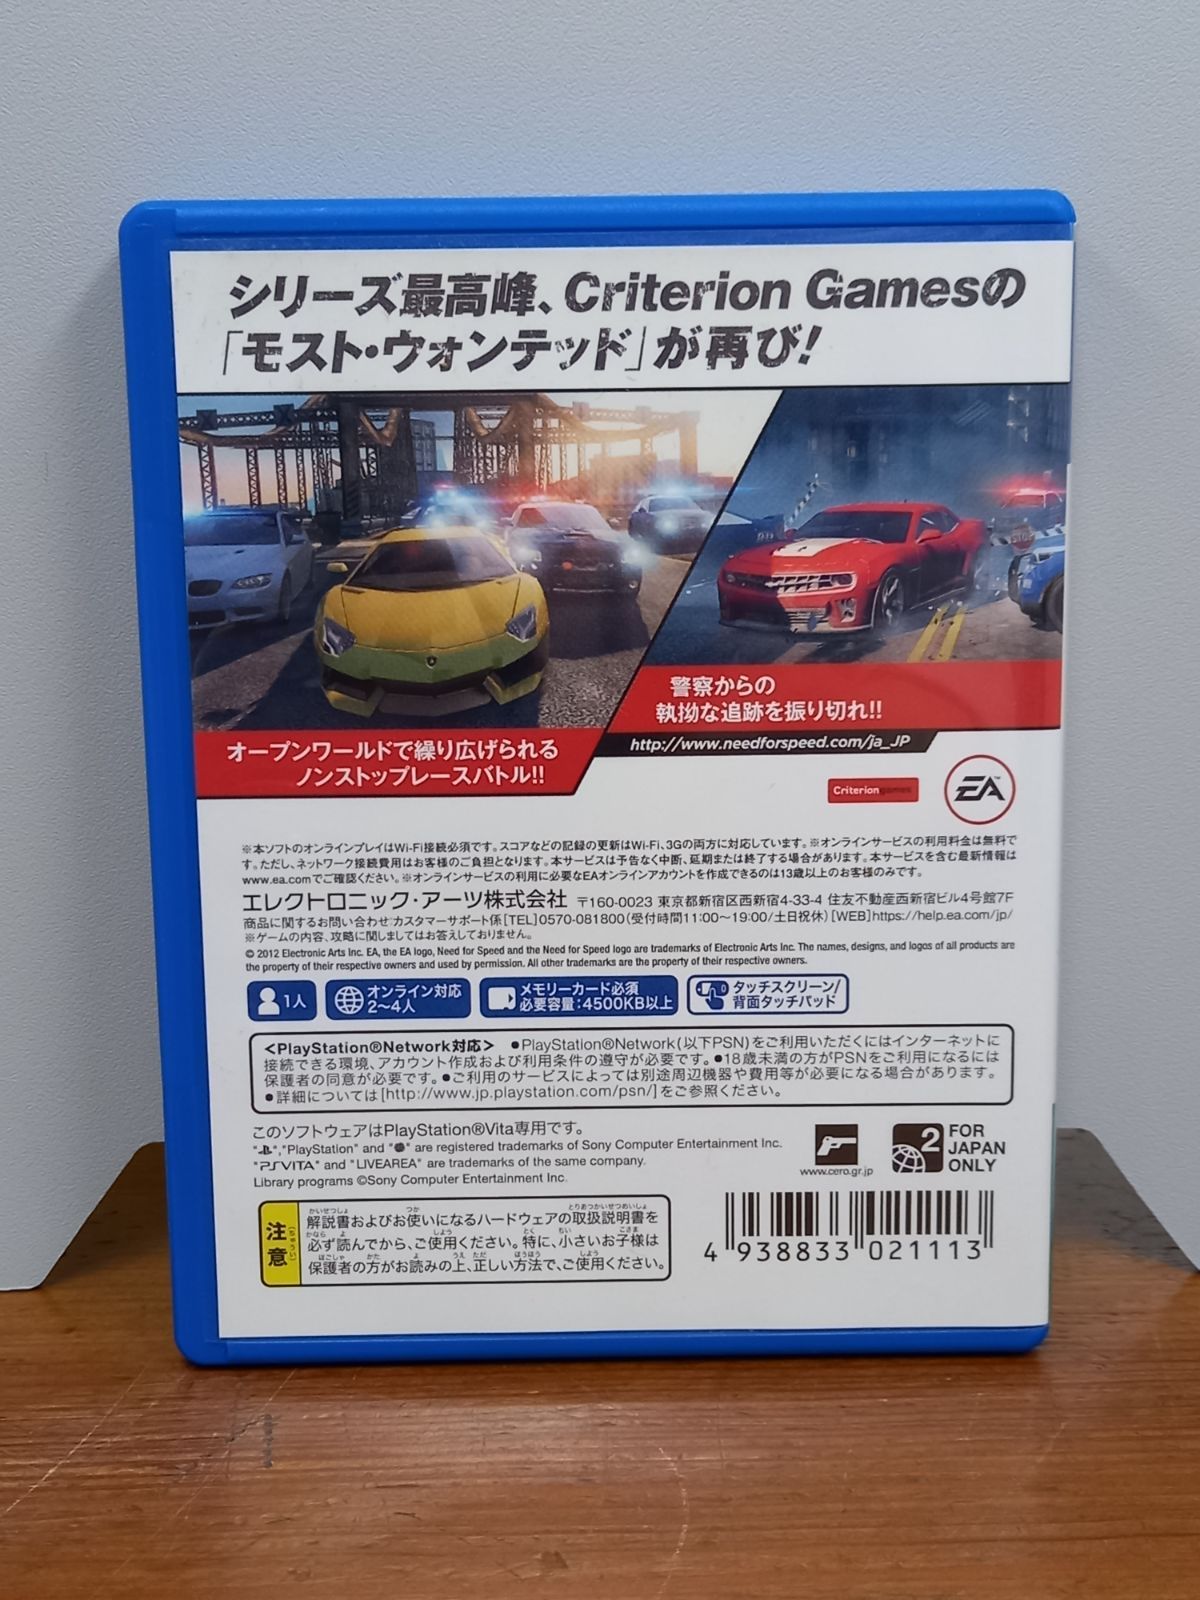 シリーズ最高峰、Criterion Gamesの
「モスト・ウォンテッド」が再び!
STOP
警察からの
執拗な追跡を振り切れ!!
オープンワールドで繰り広げられる
ノンストップレースバトル!!
http://www.needforspeed.com/ja_JP
Criteriongames
EA
※本ソフトのオンラインプレイはWi-Fi接続必須です。スコアなどの記録の更新はWi-Fi、3Gの両方に対応しています。※オンラインサービスの利用料金は無料で
す。ただし、ネットワーク接続費用はお客様のご負担となります。本サービスは予告なく中断、延期または終了する場合があります。本サービスを含む最新情報は
www.ea.comでご確認ください。※オンラインサービスの利用に必要なEAオンラインアカウントを作成できるのは13歳以上のお客様のみです。
エレクトロニック・アーツ株式会社 〒160-0023 東京都新宿区西新宿4-33-4 住友不動産西新宿ビル4号館7F
商品に関するお問い合わせ:カスタマーサポート係[TEL]0570-081800(受付時間11:00~19:00/土日祝休)[WEB]https://help.ea.com/jp/
※ゲームの内容、攻略に関しましてはお答えしておりません。
© 2012 Electronic Arts Inc. EA, the EA logo, Need for Speed and the Need for Speed logo are trademarks of Electronic Arts Inc. The names, designs, and logos of all products are
the property of their respective owners and used by permission. All other trademarks are the property of their respective owners.
1人
オンライン対応
2~4人
メモリーカード必須
必要容量:4500KB以上
タッチスクリーン/
背面タッチパッド
<PlayStation®Network対応> ●PlayStation®Network(以下PSN)をご利用いただくにはインターネットに
接続できる環境、アカウント作成および利用条件の遵守が必要です。●18歳未満の方がPSNをご利用になるには
保護者の同意が必要です。●ご利用のサービスによっては別途周辺機器や費用等が必要になる場合があります。
●詳細については[http://www.jp.playstation.com/psn/]をご参照ください。
このソフトウェアはPlayStation®Vita専用です。
"PS","PlayStation" and "●" are registered trademarks of Sony Computer Entertainment Inc.
"PSVITA" and "LIVEAREA" are trademarks of the same company.
Library programs ©Sony Computer Entertainment Inc.
www.cero.gr.jp
2
FOR
JAPAN
ONLY
注意
解説書およびお使いになるハードウェアの取扱説明書を
必ず読んでから、ご使用ください。特に、小さいお子様は
保護者の方がお読みの上、正しい方法で、ご使用ください。
4 938833 021113